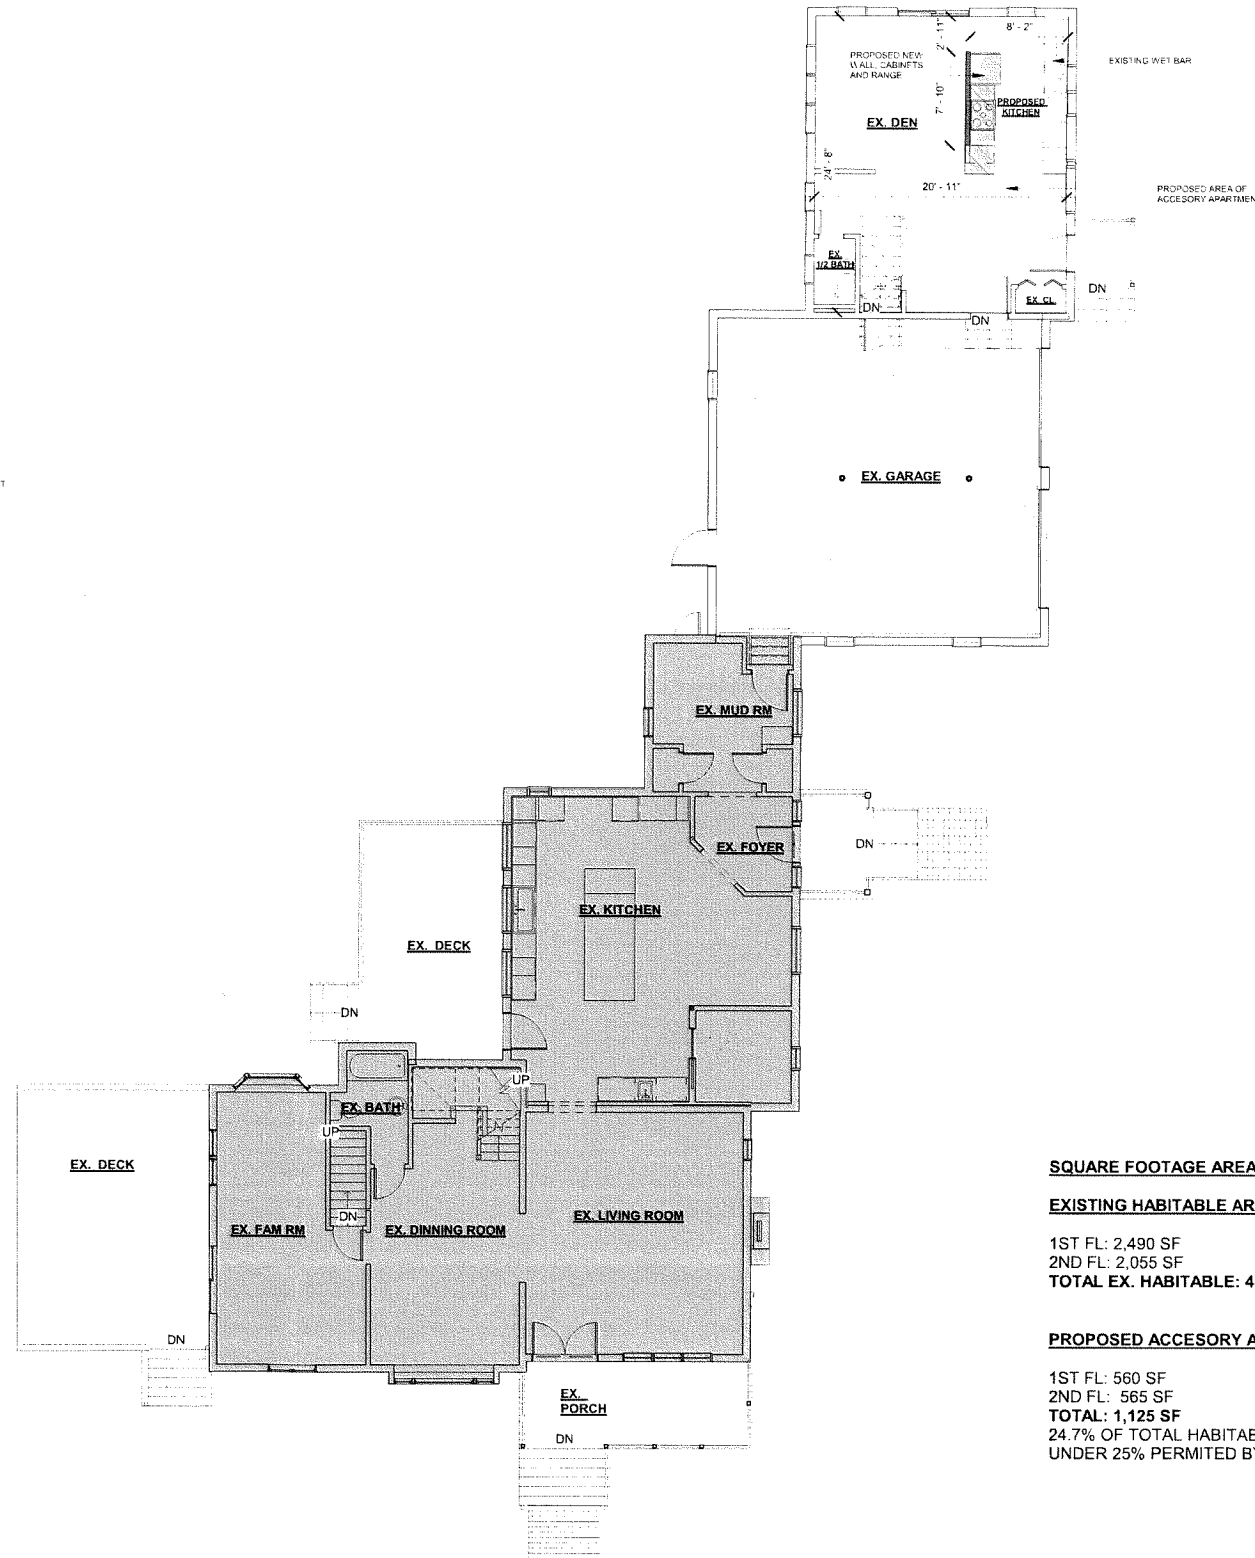 8' - 2"
2' - 11"
PROPOSED NEW
WALL, CABINETS
AND RANGE
EXISTING WET BAR
7' - 10"
PROPOSED
KITCHEN
EX. DEN
24' - 8"
20' - 11"
PROPOSED AREA OF
ACCESORY APARTMEN
EX.
1/2 BATH
DN
EX. CL.
DN
DN
EX. GARAGE
T
EX. MUD RM
EX. FOYER
DN
EX. KITCHEN
EX. DECK
DN
UP
EX. BATH
UP
EX. DECK
DN
EX. FAM RM
EX. DINNING ROOM
EX. LIVING ROOM
DN
EX.
PORCH
DN
SQUARE FOOTAGE AREA
EXISTING HABITABLE AR
1ST FL: 2,490 SF
2ND FL: 2,055 SF
TOTAL EX. HABITABLE: 4
PROPOSED ACCESORY A
1ST FL: 560 SF
2ND FL: 565 SF
TOTAL: 1,125 SF
24.7% OF TOTAL HABITAB
UNDER 25% PERMITED BY